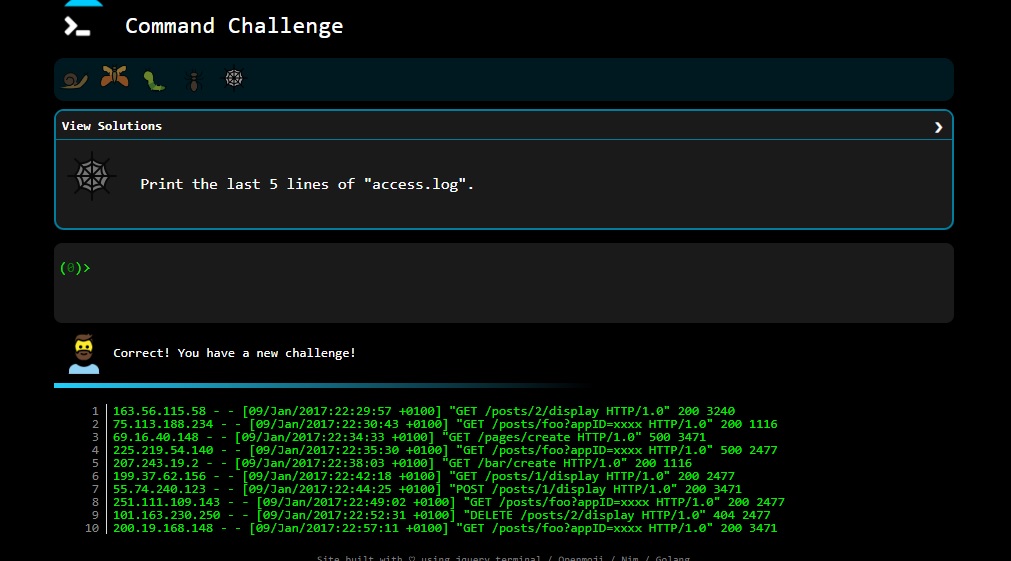 Command Challenge
View Solutions
Print the last 5 lines of "access.log".
(0)>
Correct! You have a new challenge!
1 163.56.115.58 - - [09/Jan/2017:22:29:57 +0100] "GET /posts/2/display HTTP/1.0" 200 3240
2 75.113.188.234 - - [09/Jan/2017:22:30:43 +0100] "GET /posts/foo?appID=xxxx HTTP/1.0" 200 1116
3 69.16.40.148 - - [09/Jan/2017:22:34:33 +0100] "GET /pages/create HTTP/1.0" 500 3471
4 225.219.54.140 - - [09/Jan/2017:22:35:30 +0100] "GET /posts/foo?appID=xxxx HTTP/1.0" 500 2477
5 207.243.19.2 - - [09/Jan/2017:22:38:03 +0100] "GET /bar/create HTTP/1.0" 200 1116
6 199.37.62.156 - - [09/Jan/2017:22:42:18 +0100] "GET /posts/1/display HTTP/1.0" 200 2477
7 55.74.240.123 - - [09/Jan/2017:22:44:25 +0100] "POST /posts/1/display HTTP/1.0" 200 3471
8 251.111.109.143 - - [09/Jan/2017:22:49:02 +0100] "GET /posts/foo?appID=xxxx HTTP/1.0" 200 2477
9 101.163.230.250 - - [09/Jan/2017:22:52:31 +0100] "DELETE /posts/2/display HTTP/1.0" 404 2477
10 200.19.168.148 - - [09/Jan/2017:22:57:11 +0100] "GET /posts/foo?appID=xxxx HTTP/1.0" 200 3471
Site built with ♡ using jquery terminal / Openmoji / Nim / Golang